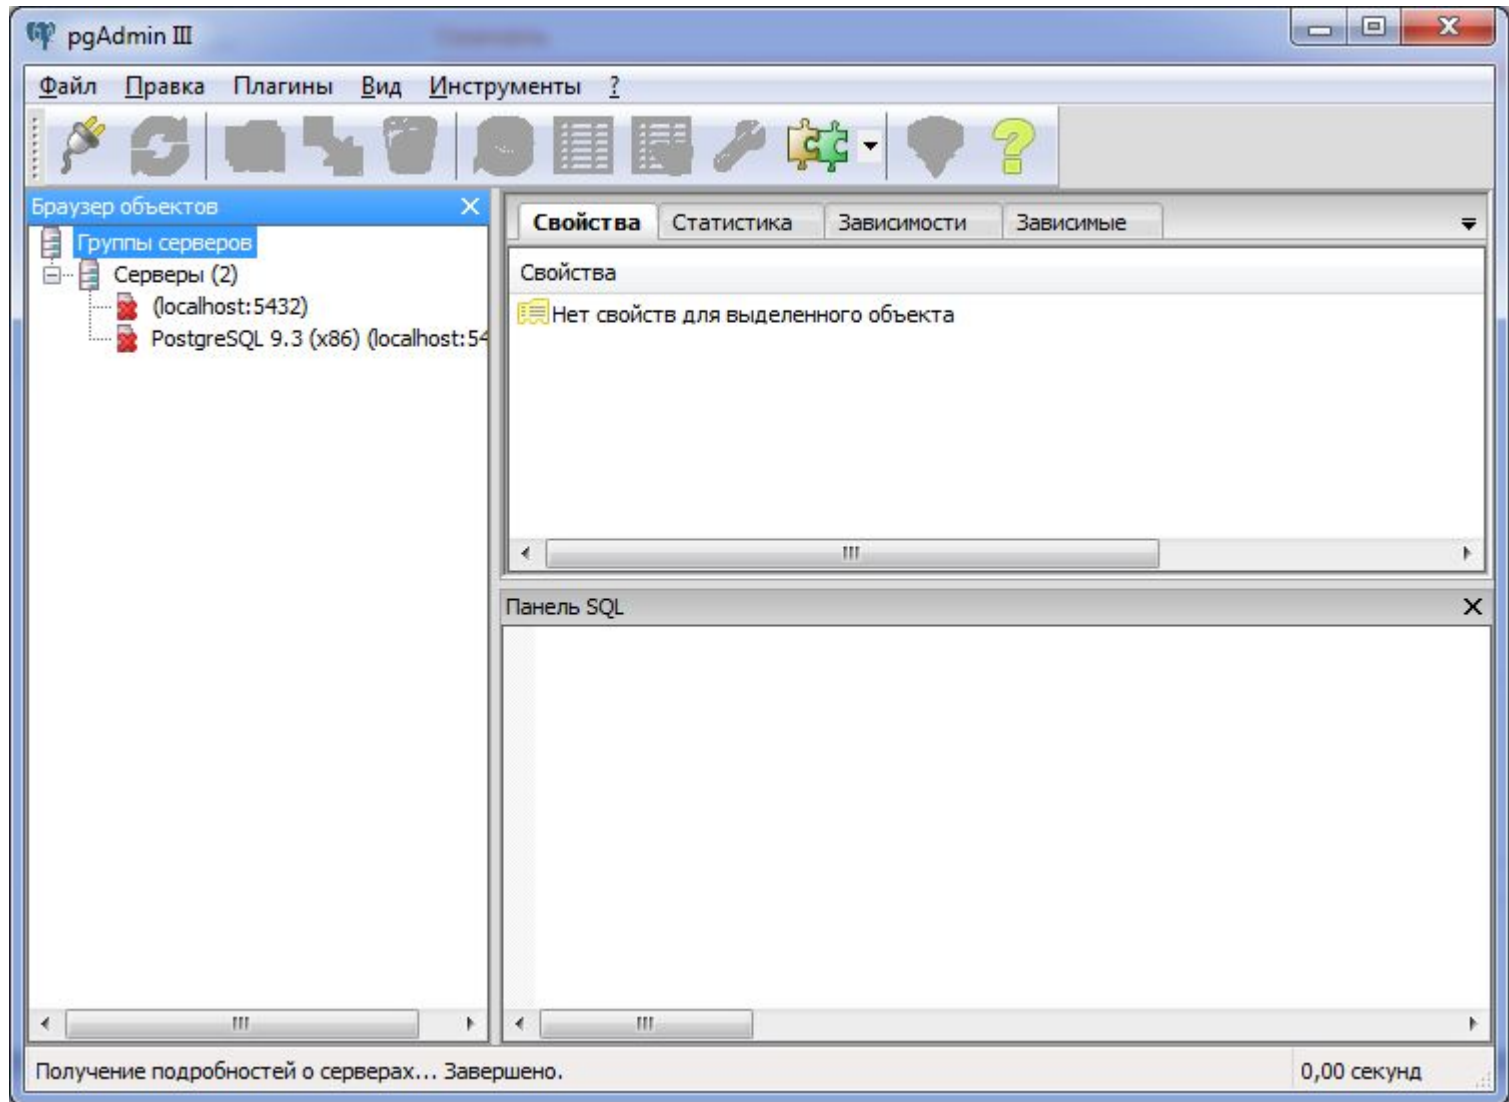 pgAdmin III
Файл Правка Плагины Вид Инструменты ?
Браузер объектов
Группы серверов
Серверы (2)
(localhost:5432)
PostgreSQL 9.3 (x86) (localhost:54
Свойства Статистика Зависимости Зависимые
Свойства
Нет свойств для выделенного объекта
Панель SQL
Получение подробностей о серверах... Завершено.
0,00 секунд